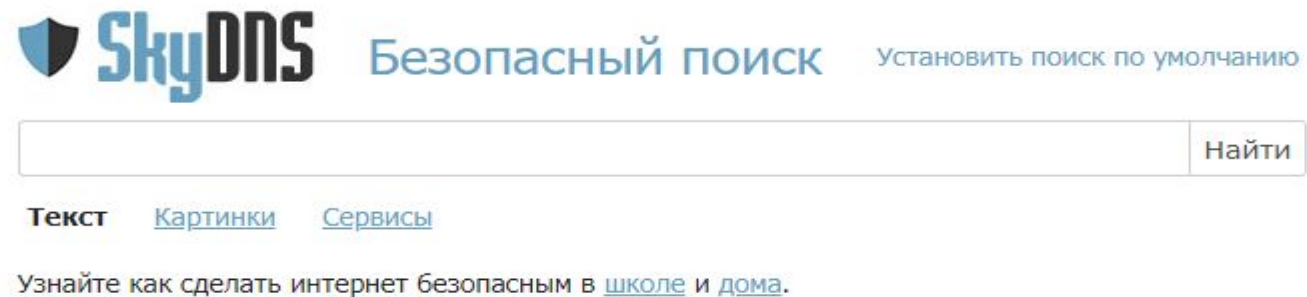 SkyDNS Безопасный поиск Установить поиск по умолчанию
Найти
Текст Картинки Сервисы
Узнайте как сделать интернет безопасным в школе и дома.